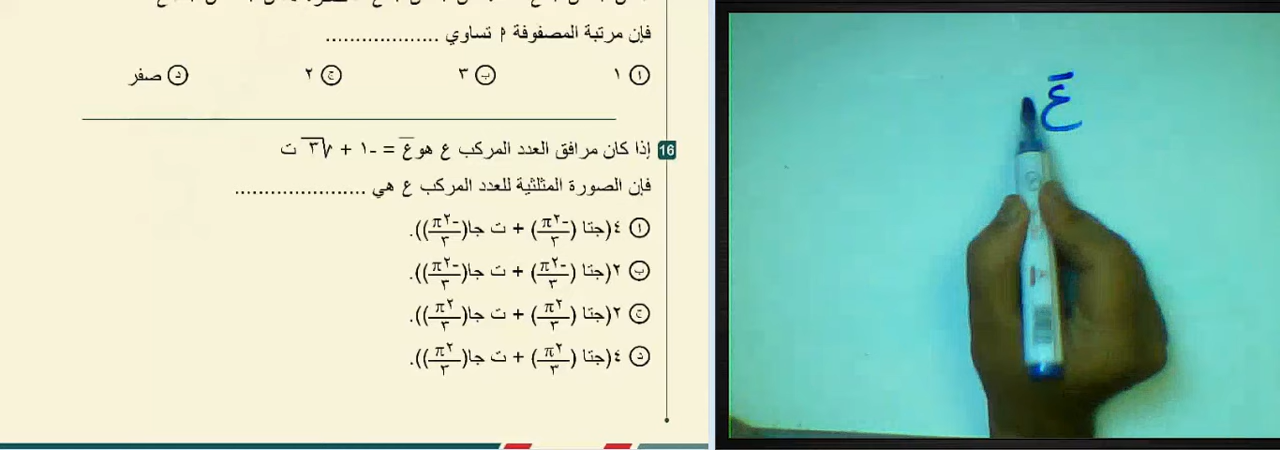 فإن مرتبة المصفوفة أ تساوي ...................
أ ١ ب ٣ ج ٢ د صفر
16 إذا كان مرافق العدد المركب ع هو ع̅ = -١ + √٣ ت
فإن الصورة المثلثية للعدد المركب ع هي ......................
أ ٤(جتا (-٢π/٣) + ت جا(-٢π/٣)).
ب ٢(جتا (-٢π/٣) + ت جا(-٢π/٣)).
ج ٢(جتا (٢π/٣) + ت جا(٢π/٣)).
د ٤(جتا (٢π/٣) + ت جا(٢π/٣)).
ع̅